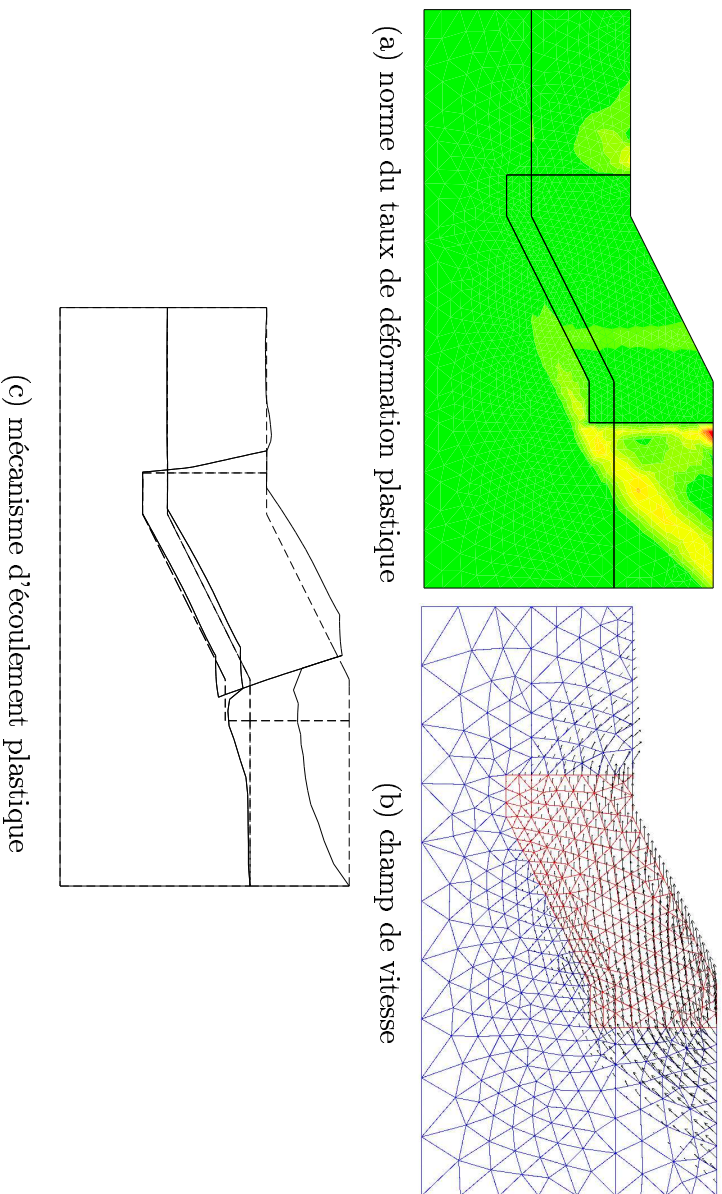 (a) norme du taux de déformation plastique
(b) champ de vitesse
(c) mécanisme d'écoulement plastique